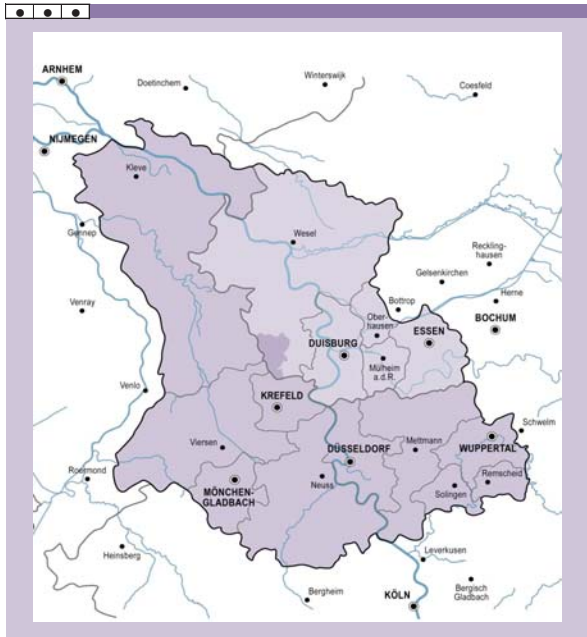 ARNHEM
Doetinchem
Winterswijk
Coesfeld
NIJMEGEN
Kleve
Gennep
Wesel
Reckling-
hausen
Gelsenkirchen
Venray
Bottrop
Herne
Ober-
hausen
ESSEN
BOCHUM
DUISBURG
Mülheim
a.d.R.
Venlo
KREFELD
Schwelm
Viersen
Mettmann
WUPPERTAL
DÜSSELDORF
Roermond
Neuss
Remscheid
MÖNCHEN-
GLADBACH
Solingen
Heinsberg
Leverkusen
Bergheim
Bergisch
Gladbach
KÖLN